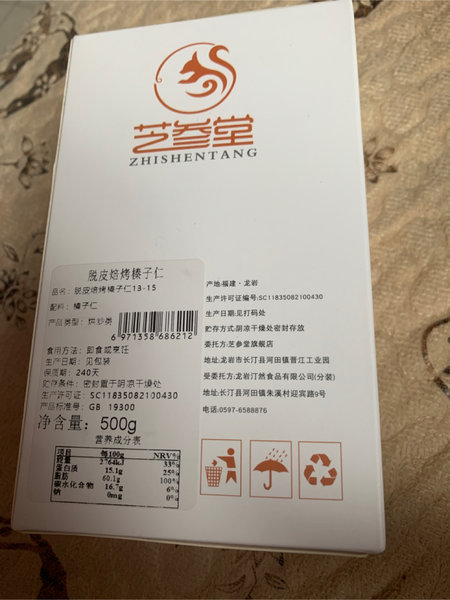 芝参堂
ZHISHENTANG
脱皮焙烤榛子仁
品名：脱皮焙烤榛子仁13-15
配料：榛子仁
产品类型：烘炒类
6971358686212
食用方法：即食或烹饪
生产日期：见包装
保质期：240天
贮存条件：密封置于阴凉干燥处
生产许可证：SC11835082100430
产品标准号：GB 19300
净含量：500g
营养成分表
项目 每100g NRV%
能量 2764kJ 33%
蛋白质 15.1g 25%
脂肪 60.1g 100%
碳水化合物 16.7g 6%
钠 0mg 0%
产地:福建·龙岩
生产许可证编号:SC11835082100430
生产日期:见打码处
贮存方式:阴凉干燥处密封存放
委托方:芝参堂旗舰店
地址:龙岩市长汀县河田镇晋江工业园
受委托方:龙岩汀然食品有限公司(分装)
地址:长汀县河田镇朱溪村迎宾路9号
电话:0597-6588876